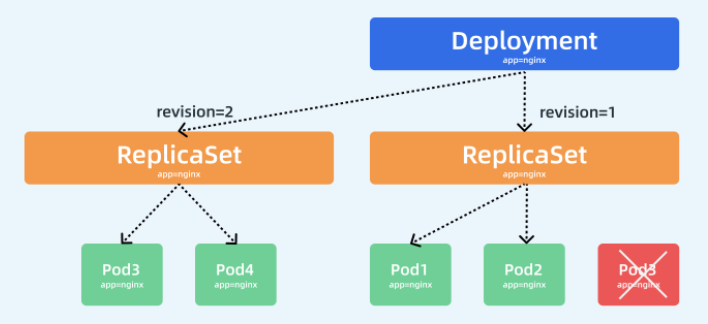 Deployment
app=nginx
revision=2
revision=1
ReplicaSet
app=nginx
ReplicaSet
app=nginx
Pod3
app=nginx
Pod4
app=nginx
Pod1
app=nginx
Pod2
app=nginx
Pod3
app=nginx